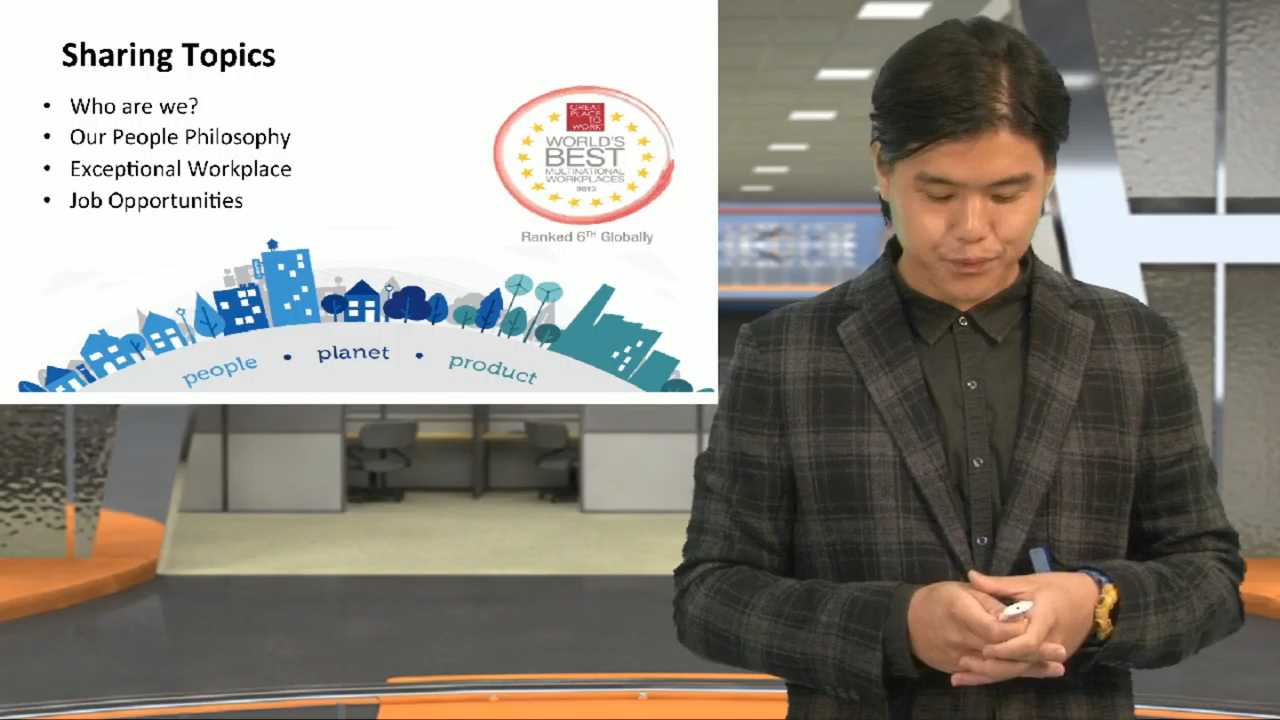 Sharing Topics
• Who are we?
• Our People Philosophy
• Exceptional Workplace
• Job Opportunities
GREAT
PLACE
TO
WORK
WORLD'S
BEST
MULTINATIONAL
WORKPLACES
2013
Ranked 6TH Globally
people • planet • product